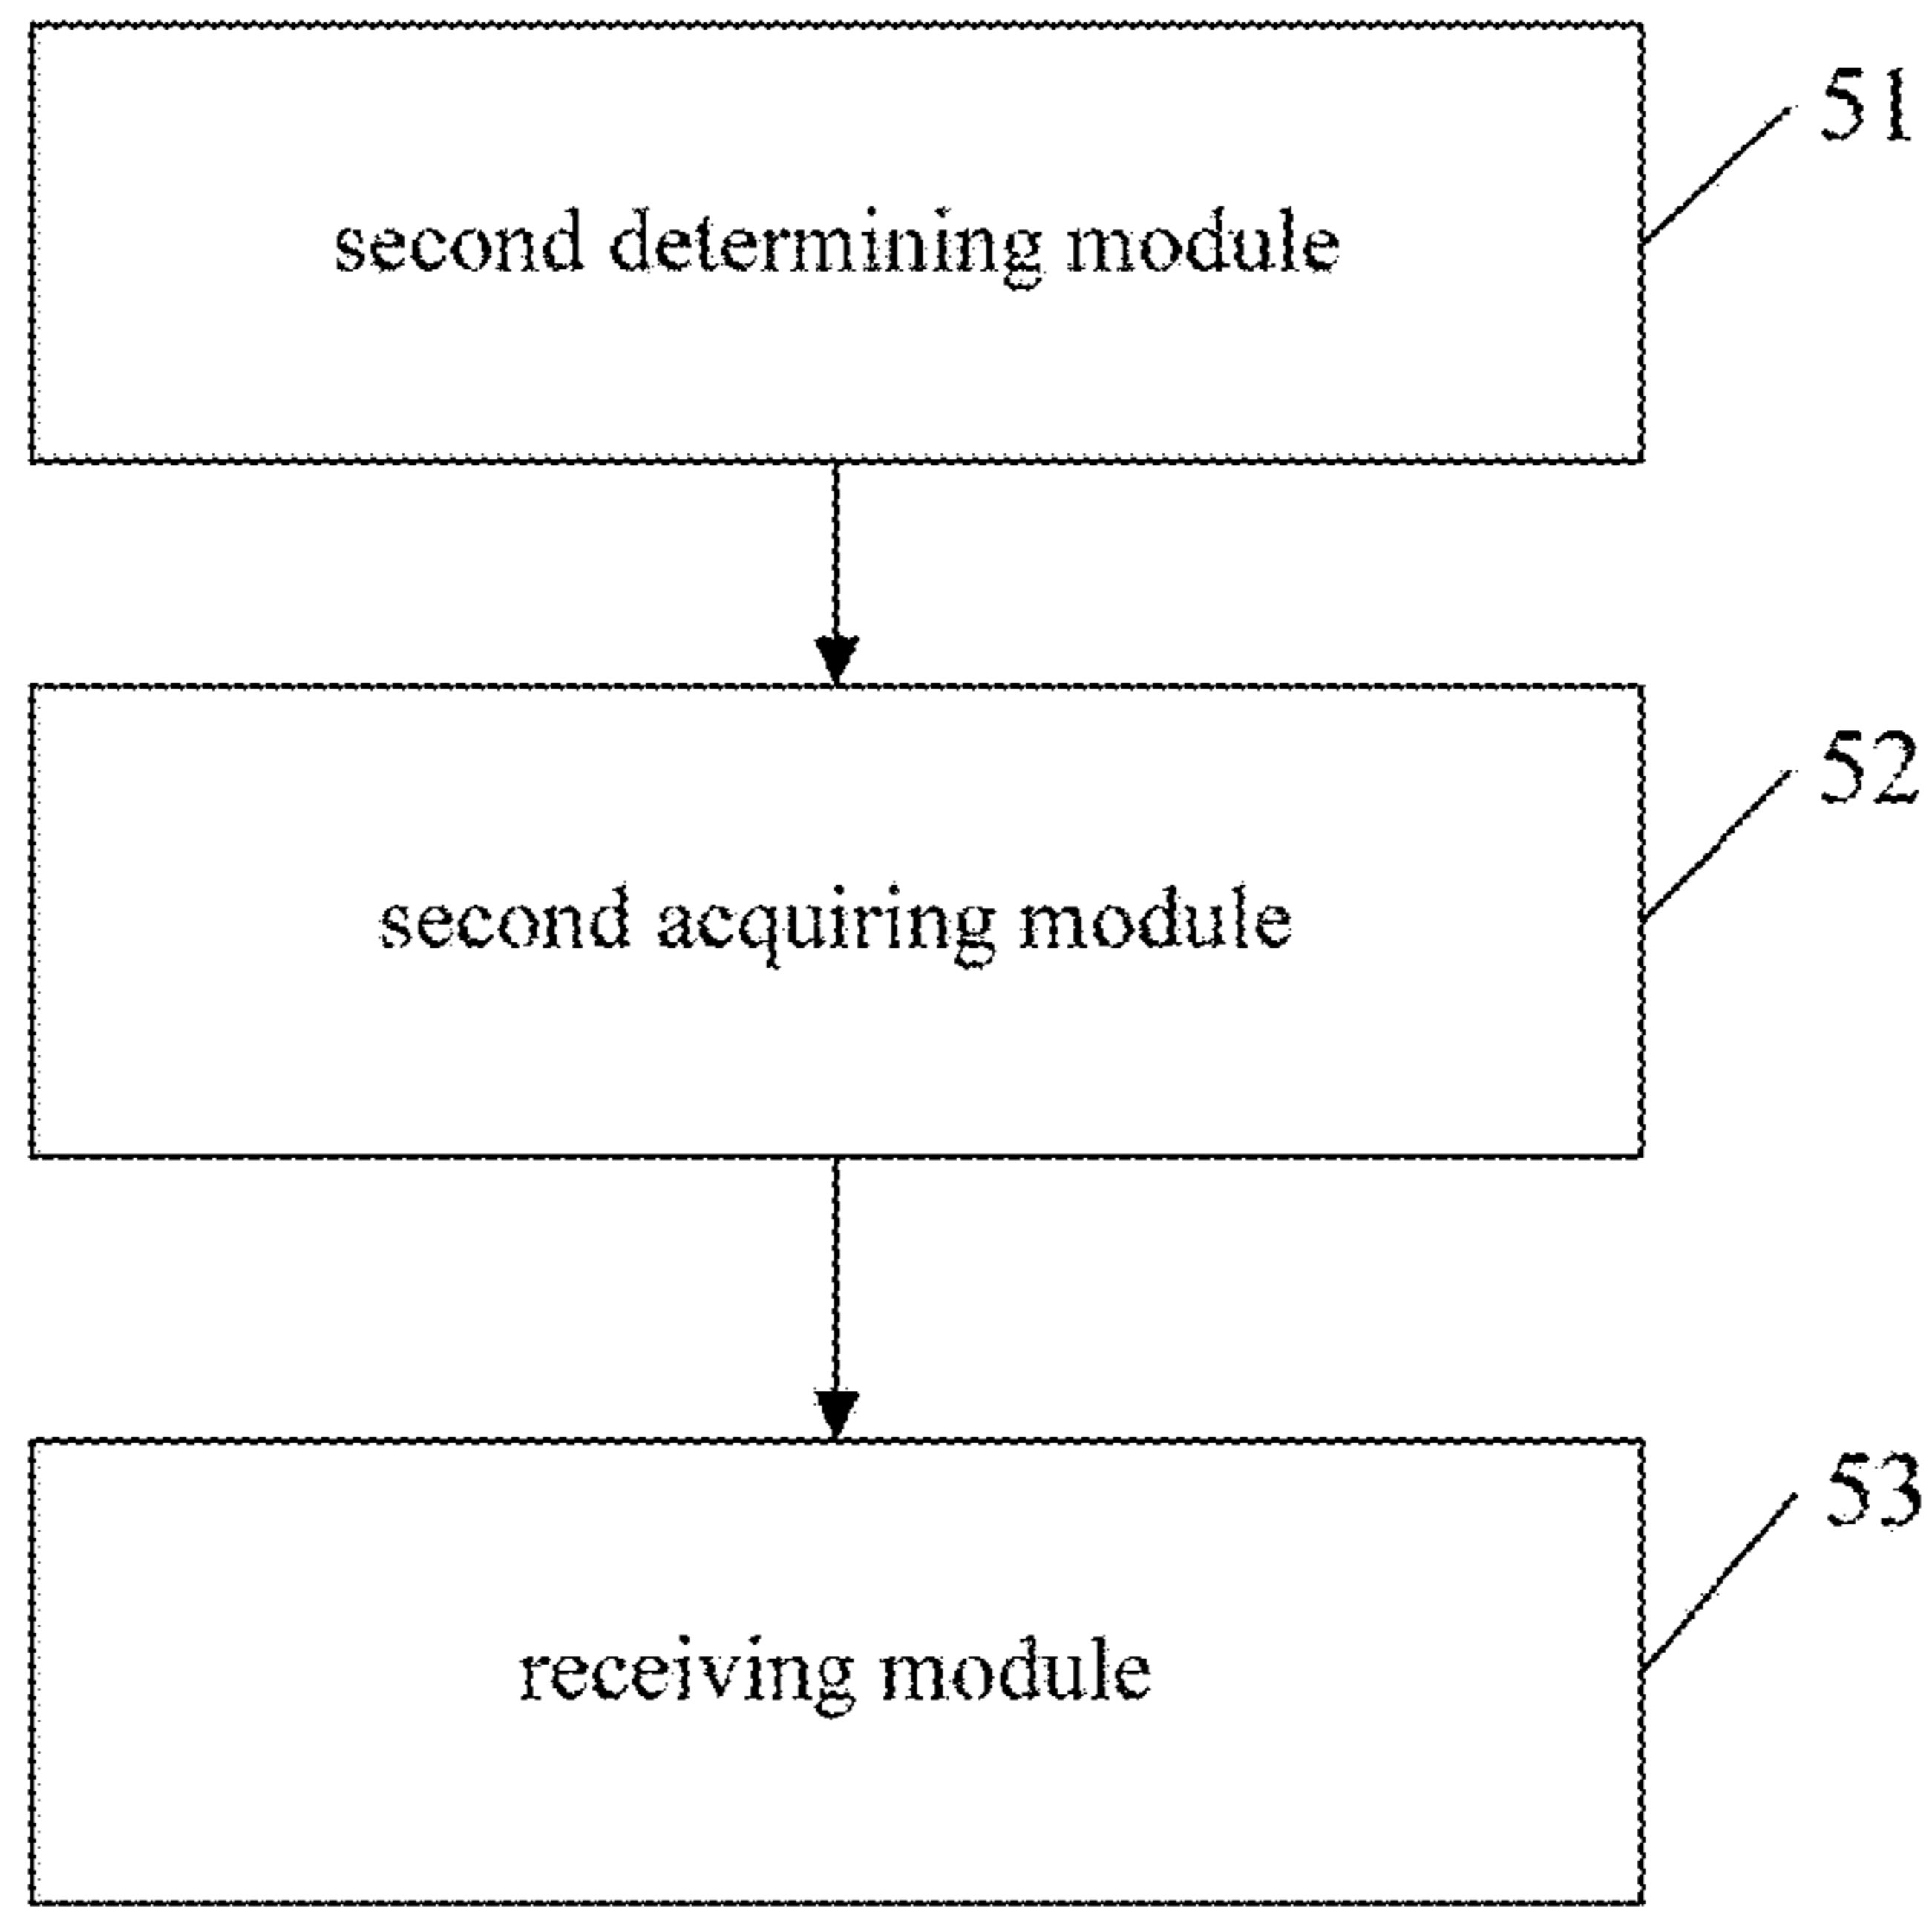 51
second determining module
52
second acquiring module
53
receiving module